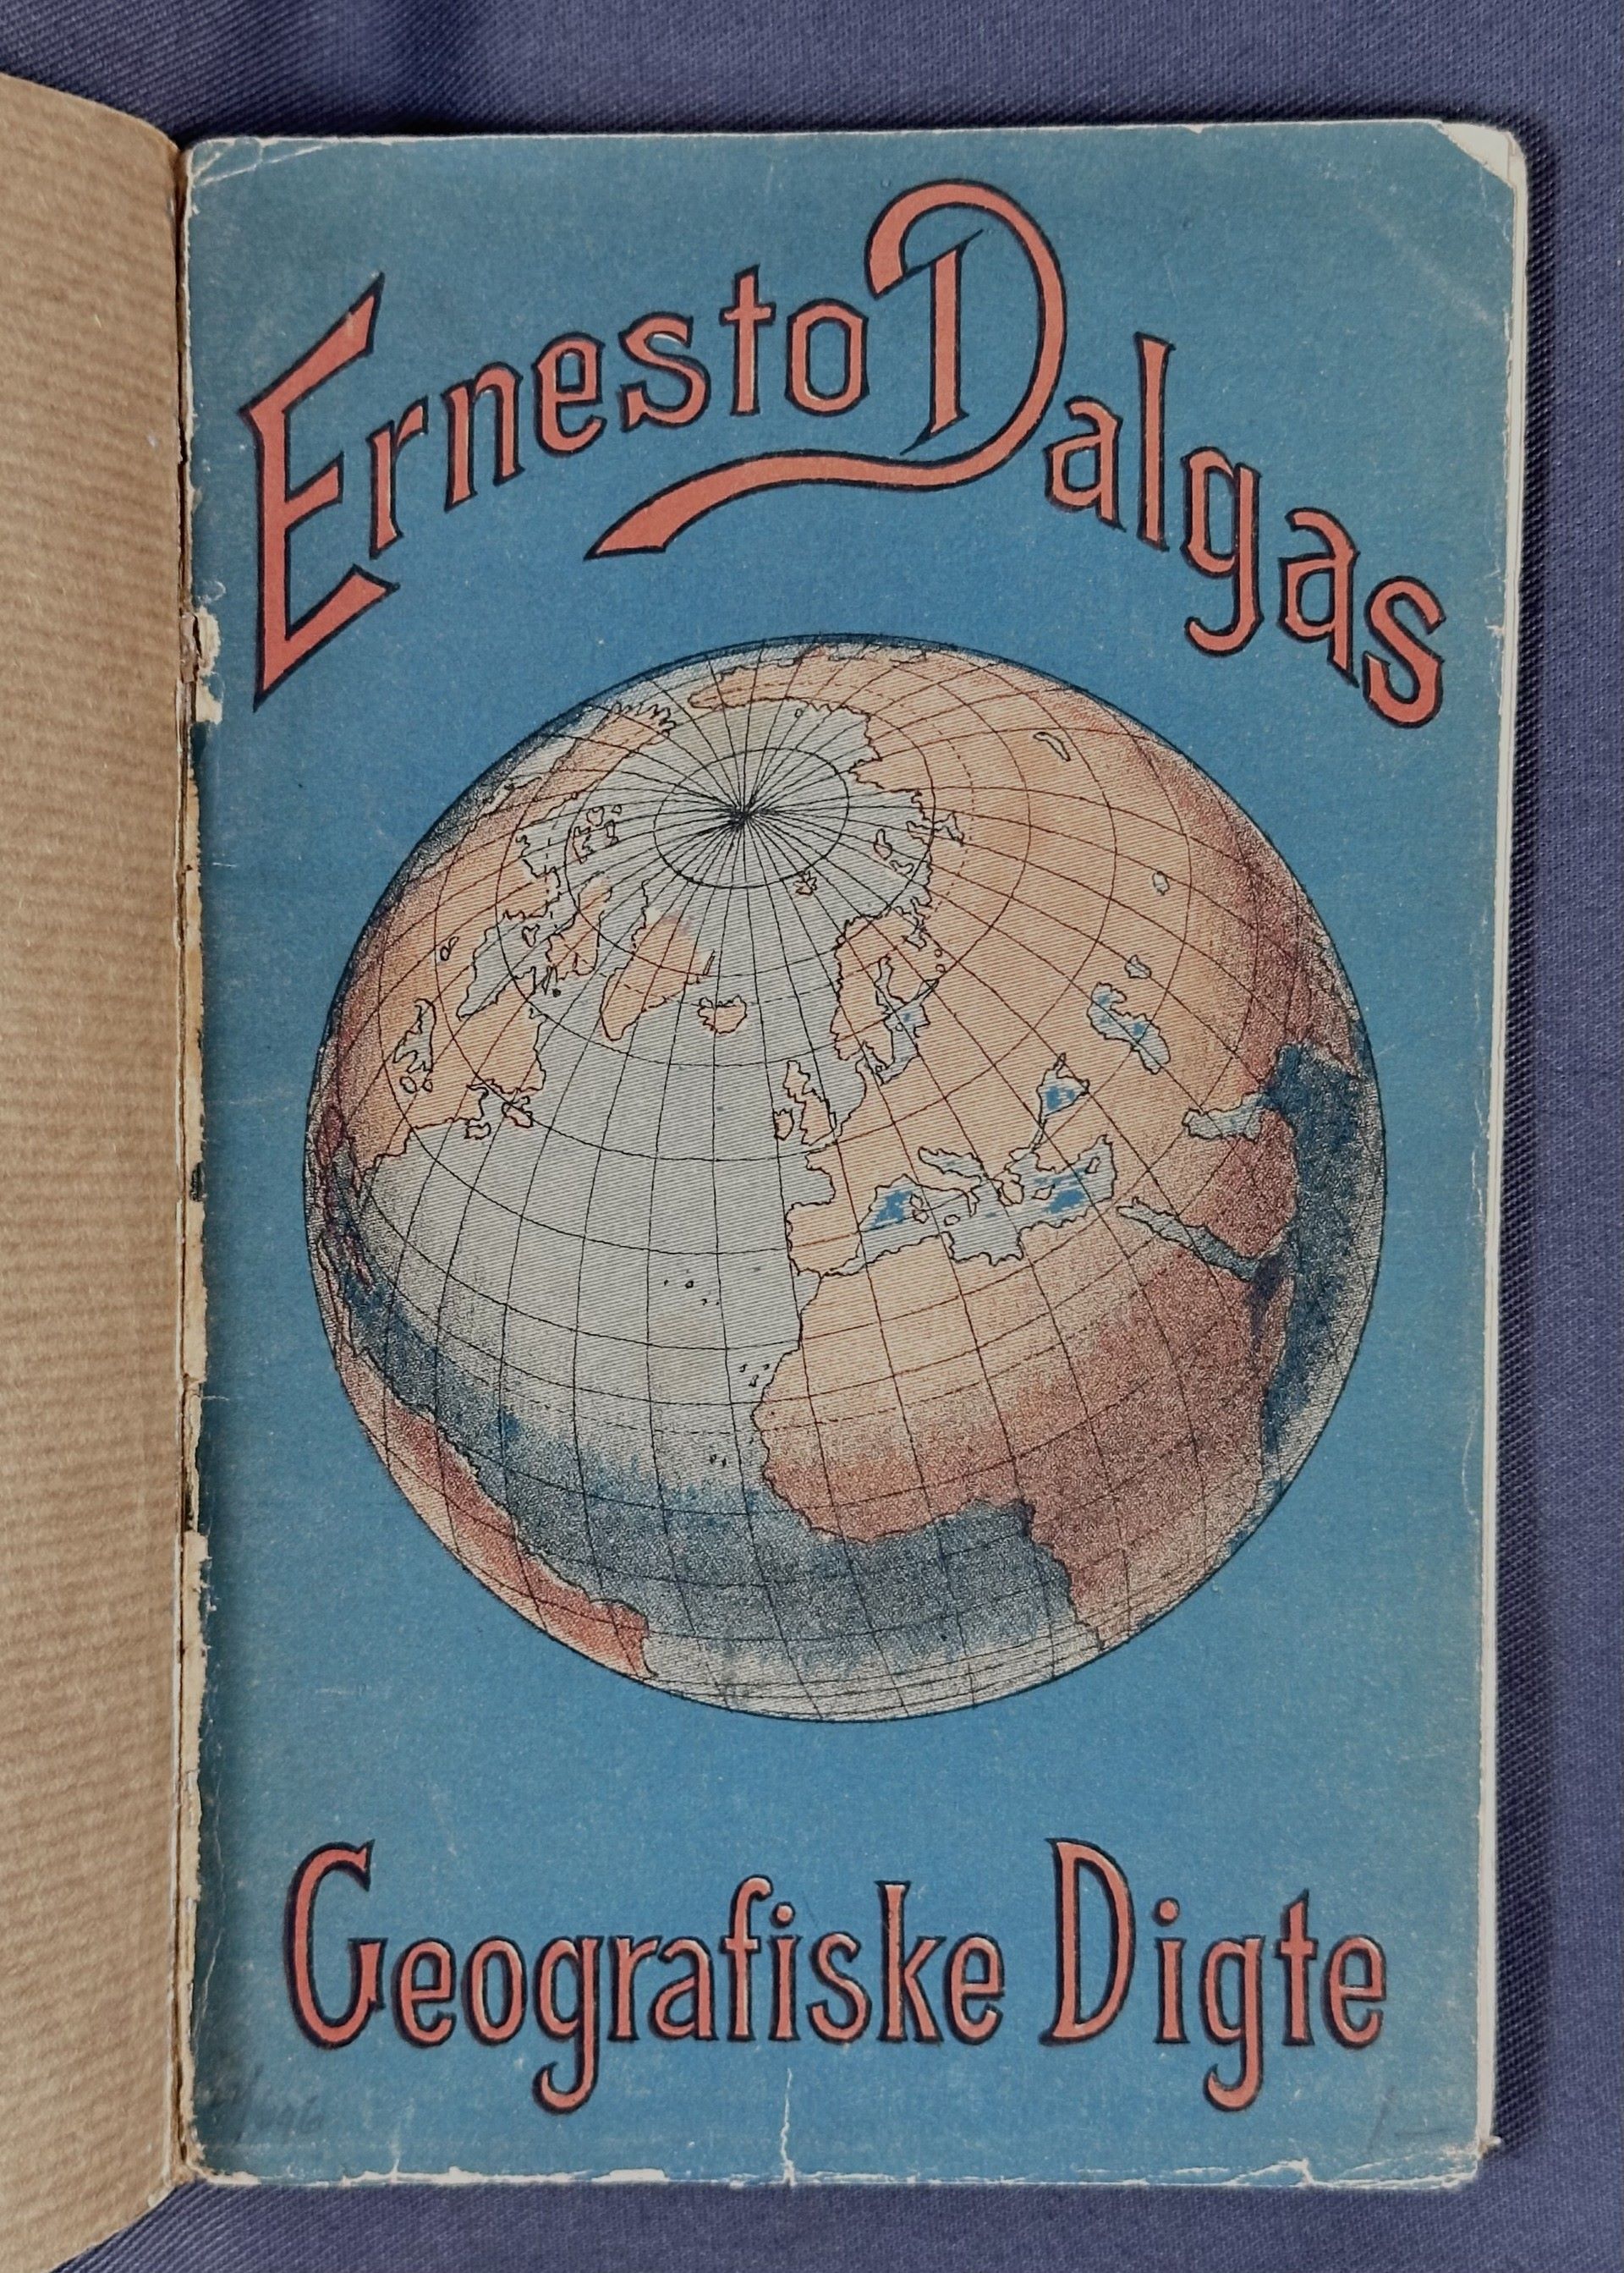 Ernesto Dalgas
Geografiske Digte